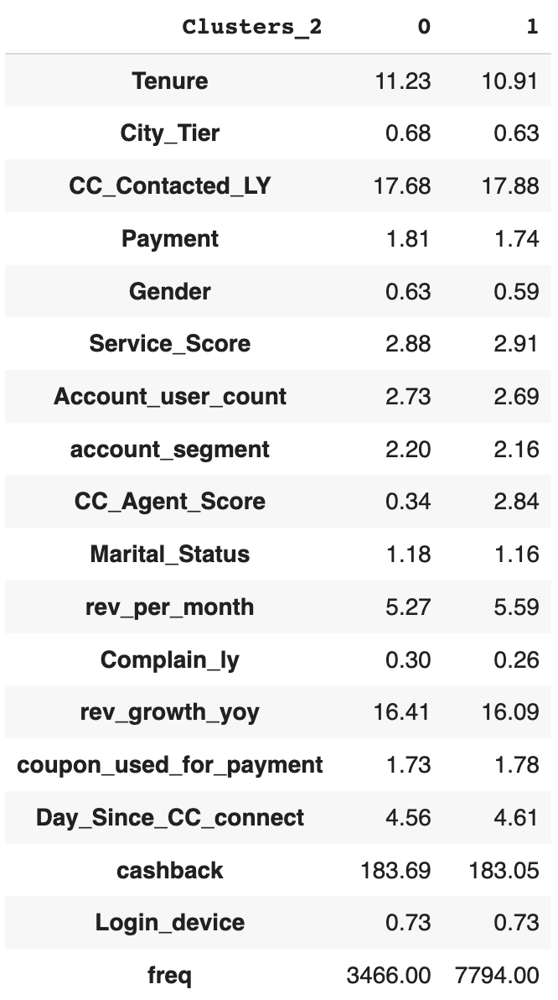 Clusters_2 0 1
Tenure 11.23 10.91
City_Tier 0.68 0.63
CC_Contacted_LY 17.68 17.88
Payment 1.81 1.74
Gender 0.63 0.59
Service_Score 2.88 2.91
Account_user_count 2.73 2.69
account_segment 2.20 2.16
CC_Agent_Score 0.34 2.84
Marital_Status 1.18 1.16
rev_per_month 5.27 5.59
Complain_ly 0.30 0.26
rev_growth_yoy 16.41 16.09
coupon_used_for_payment 1.73 1.78
Day_Since_CC_connect 4.56 4.61
cashback 183.69 183.05
Login_device 0.73 0.73
freq 3466.00 7794.00